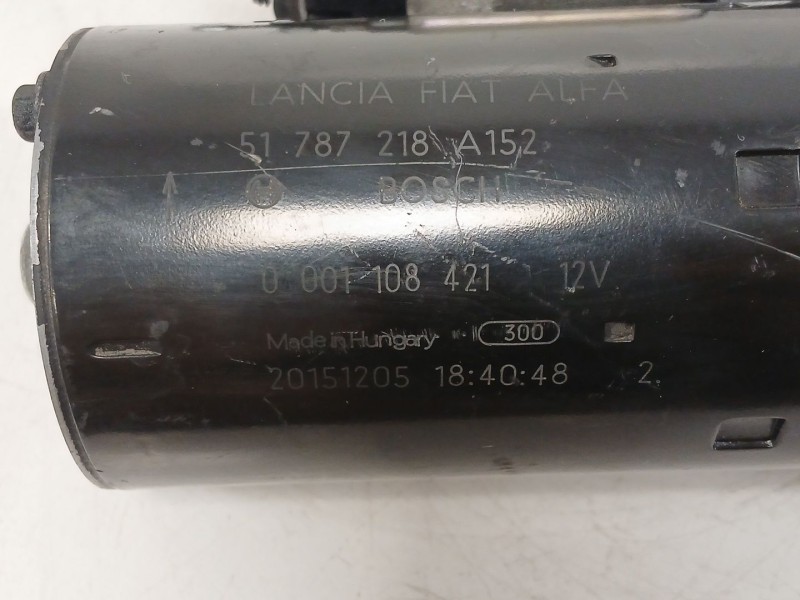 LANCIA FIAT ALFA
51 787 218 A152
BOSCH
0 001 108 421 12V
Made in Hungary 300
20151205 18:40:48 2